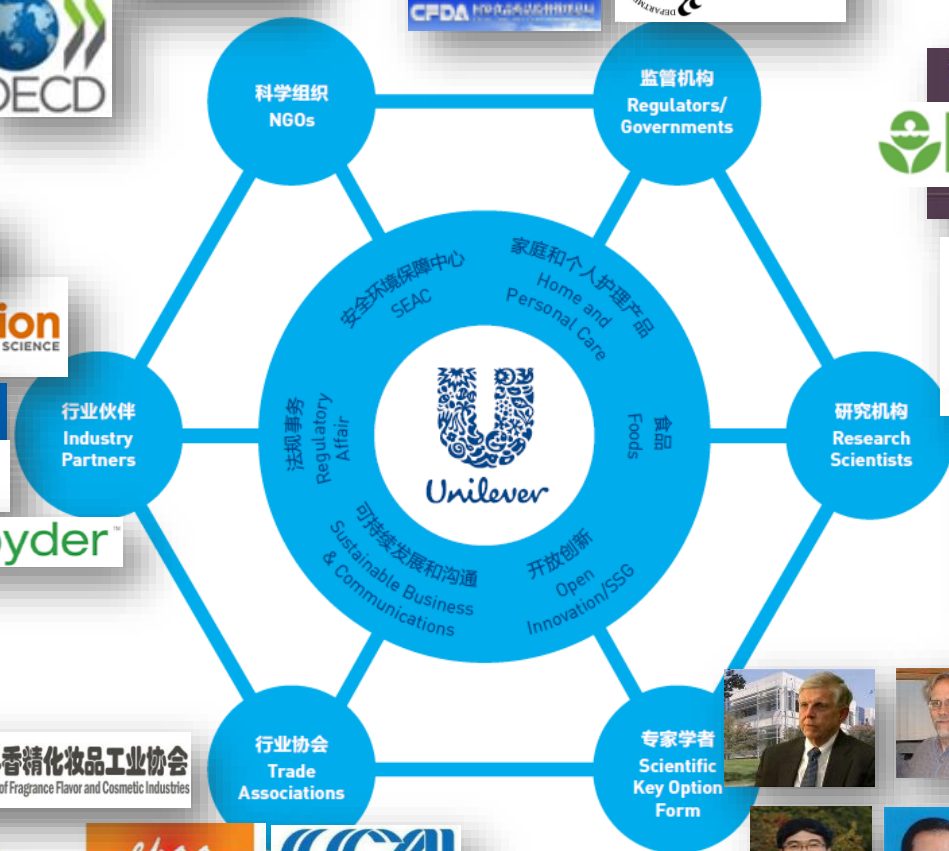 CFDA
OECD
科学组织
NGOs
监管机构
Regulators/
Governments
安全环境保障中心
SEAC
家庭和个人护理产品
Home and
Personal Care
ion
SCIENCE
行业伙伴
Industry
Partners
法规事务
Regulatory
Affair
Unilever
食品
Foods
研究机构
Research
Scientists
yder™
可持续发展和沟通
Sustainable Business
& Communications
开放创新
Open
Innovation/SSG
香精化妆品工业协会
of Fragrance Flavor and Cosmetic Industries
行业协会
Trade
Associations
专家学者
Scientific
Key Option
Form